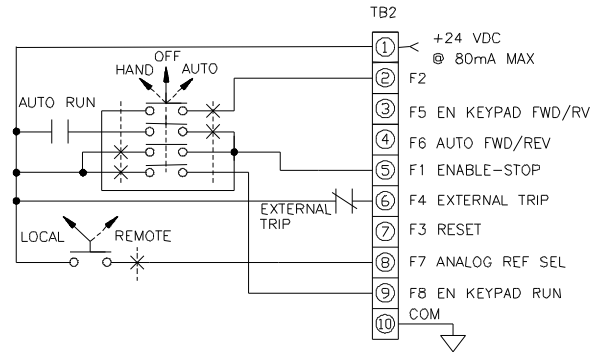 TB2
OFF
HAND AUTO
AUTO RUN
EXTERNAL
TRIP
LOCAL REMOTE
1 +24 VDC
@ 80mA MAX
2 F2
3 F5 EN KEYPAD FWD/RV
4 F6 AUTO FWD/REV
5 F1 ENABLE-STOP
6 F4 EXTERNAL TRIP
7 F3 RESET
8 F7 ANALOG REF SEL
9 F8 EN KEYPAD RUN
10 COM